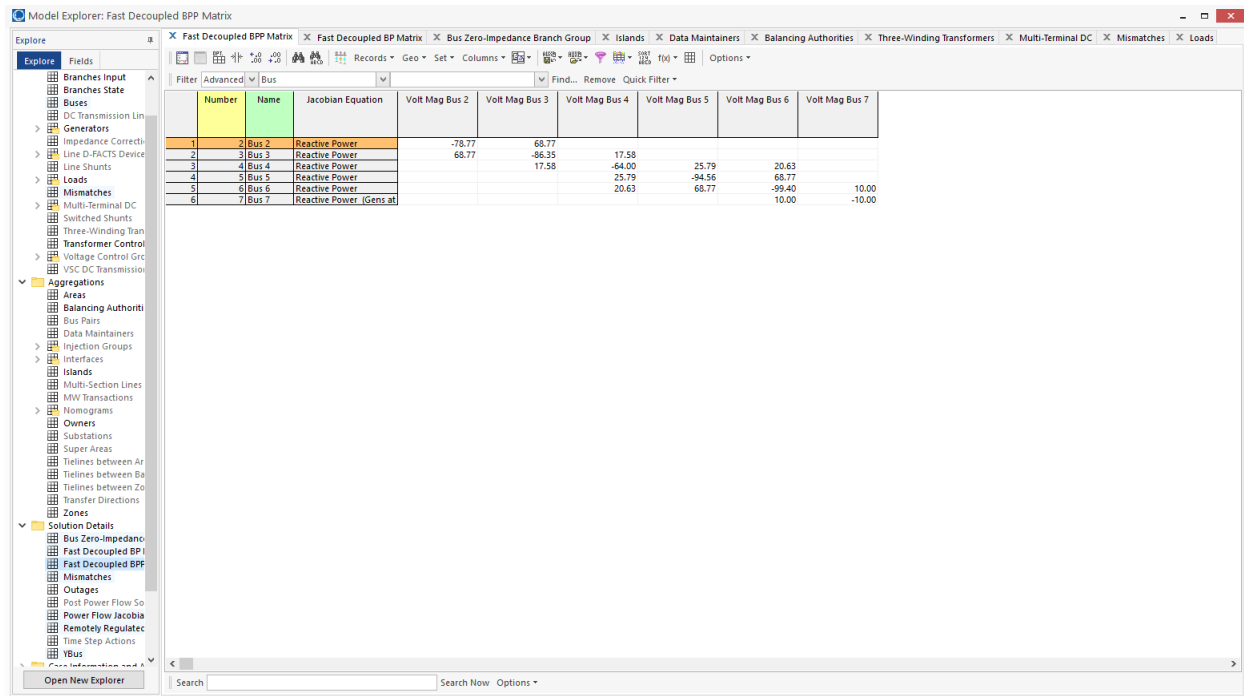 Model Explorer: Fast Decoupled BPP Matrix
Explore
Explore Fields
Branches Input
Branches State
Buses
DC Transmission Lin
Generators
Impedance Correcti
Line D-FACTS Device
Line Shunts
Loads
Mismatches
Multi-Terminal DC
Switched Shunts
Three-Winding Tran
Transformer Control
Voltage Control Grc
VSC DC Transmission
Aggregations
Areas
Balancing Authoriti
Bus Pairs
Data Maintainers
Injection Groups
Interfaces
Islands
Multi-Section Lines
MW Transactions
Nomograms
Owners
Substations
Super Areas
Tielines between Ar
Tielines between Ba
Tielines between Zo
Transfer Directions
Zones
Solution Details
Bus Zero-Impedance
Fast Decoupled BP I
Fast Decoupled BPP
Mismatches
Outages
Post Power Flow So
Power Flow Jacobia
Remotely Regulated
Time Step Actions
YBus
Case Information and A
Open New Explorer
X Fast Decoupled BPP Matrix X Fast Decoupled BP Matrix X Bus Zero-Impedance Branch Group X Islands X Data Maintainers X Balancing Authorities X Three-Winding Transformers X Multi-Terminal DC X Mismatches X Loads
Records Geo Set Columns f(x) Options
Filter Advanced Bus Find... Remove Quick Filter
Number Name Jacobian Equation Volt Mag Bus 2 Volt Mag Bus 3 Volt Mag Bus 4 Volt Mag Bus 5 Volt Mag Bus 6 Volt Mag Bus 7
1 2 Bus 2 Reactive Power -78.77 68.77
2 3 Bus 3 Reactive Power 68.77 -86.35 17.58
3 4 Bus 4 Reactive Power 17.58 -64.00 25.79 20.63
4 5 Bus 5 Reactive Power 25.79 -94.56 68.77
5 6 Bus 6 Reactive Power 20.63 68.77 -99.40 10.00
6 7 Bus 7 Reactive Power (Gens at 10.00 -10.00
Search Search Now Options